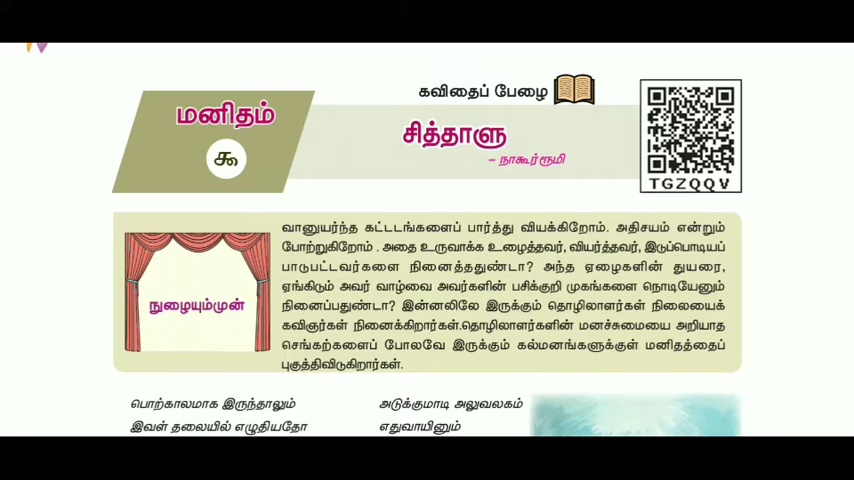 கவிதைப் பேழை
மனிதம்
௯
சித்தாளு
- நாகூர்ரூமி
TGZQQV
நுழையும்முன்
வானுயர்ந்த கட்டடங்களைப் பார்த்து வியக்கிறோம். அதிசயம் என்றும்
போற்றுகிறோம் . அதை உருவாக்க உழைத்தவர், வியர்த்தவர், இடுப்பொடியப்
பாடுபட்டவர்களை நினைத்ததுண்டா? அந்த ஏழைகளின் துயரை,
ஏங்கிடும் அவர் வாழ்வை அவர்களின் பசிக்குறி முகங்களை நொடியேனும்
நினைப்பதுண்டா? இன்னலிலே இருக்கும் தொழிலாளர்கள் நிலையைக்
கவிஞர்கள் நினைக்கிறார்கள்.தொழிலாளர்களின் மனச்சுமையை அறியாத
செங்கற்களைப் போலவே இருக்கும் கல்மனங்களுக்குள் மனிதத்தைப்
புகுத்திவிடுகிறார்கள்.
பொற்காலமாக இருந்தாலும்
இவள் தலையில் எழுதியதோ
அடுக்குமாடி அலுவலகம்
எதுவாயினும்